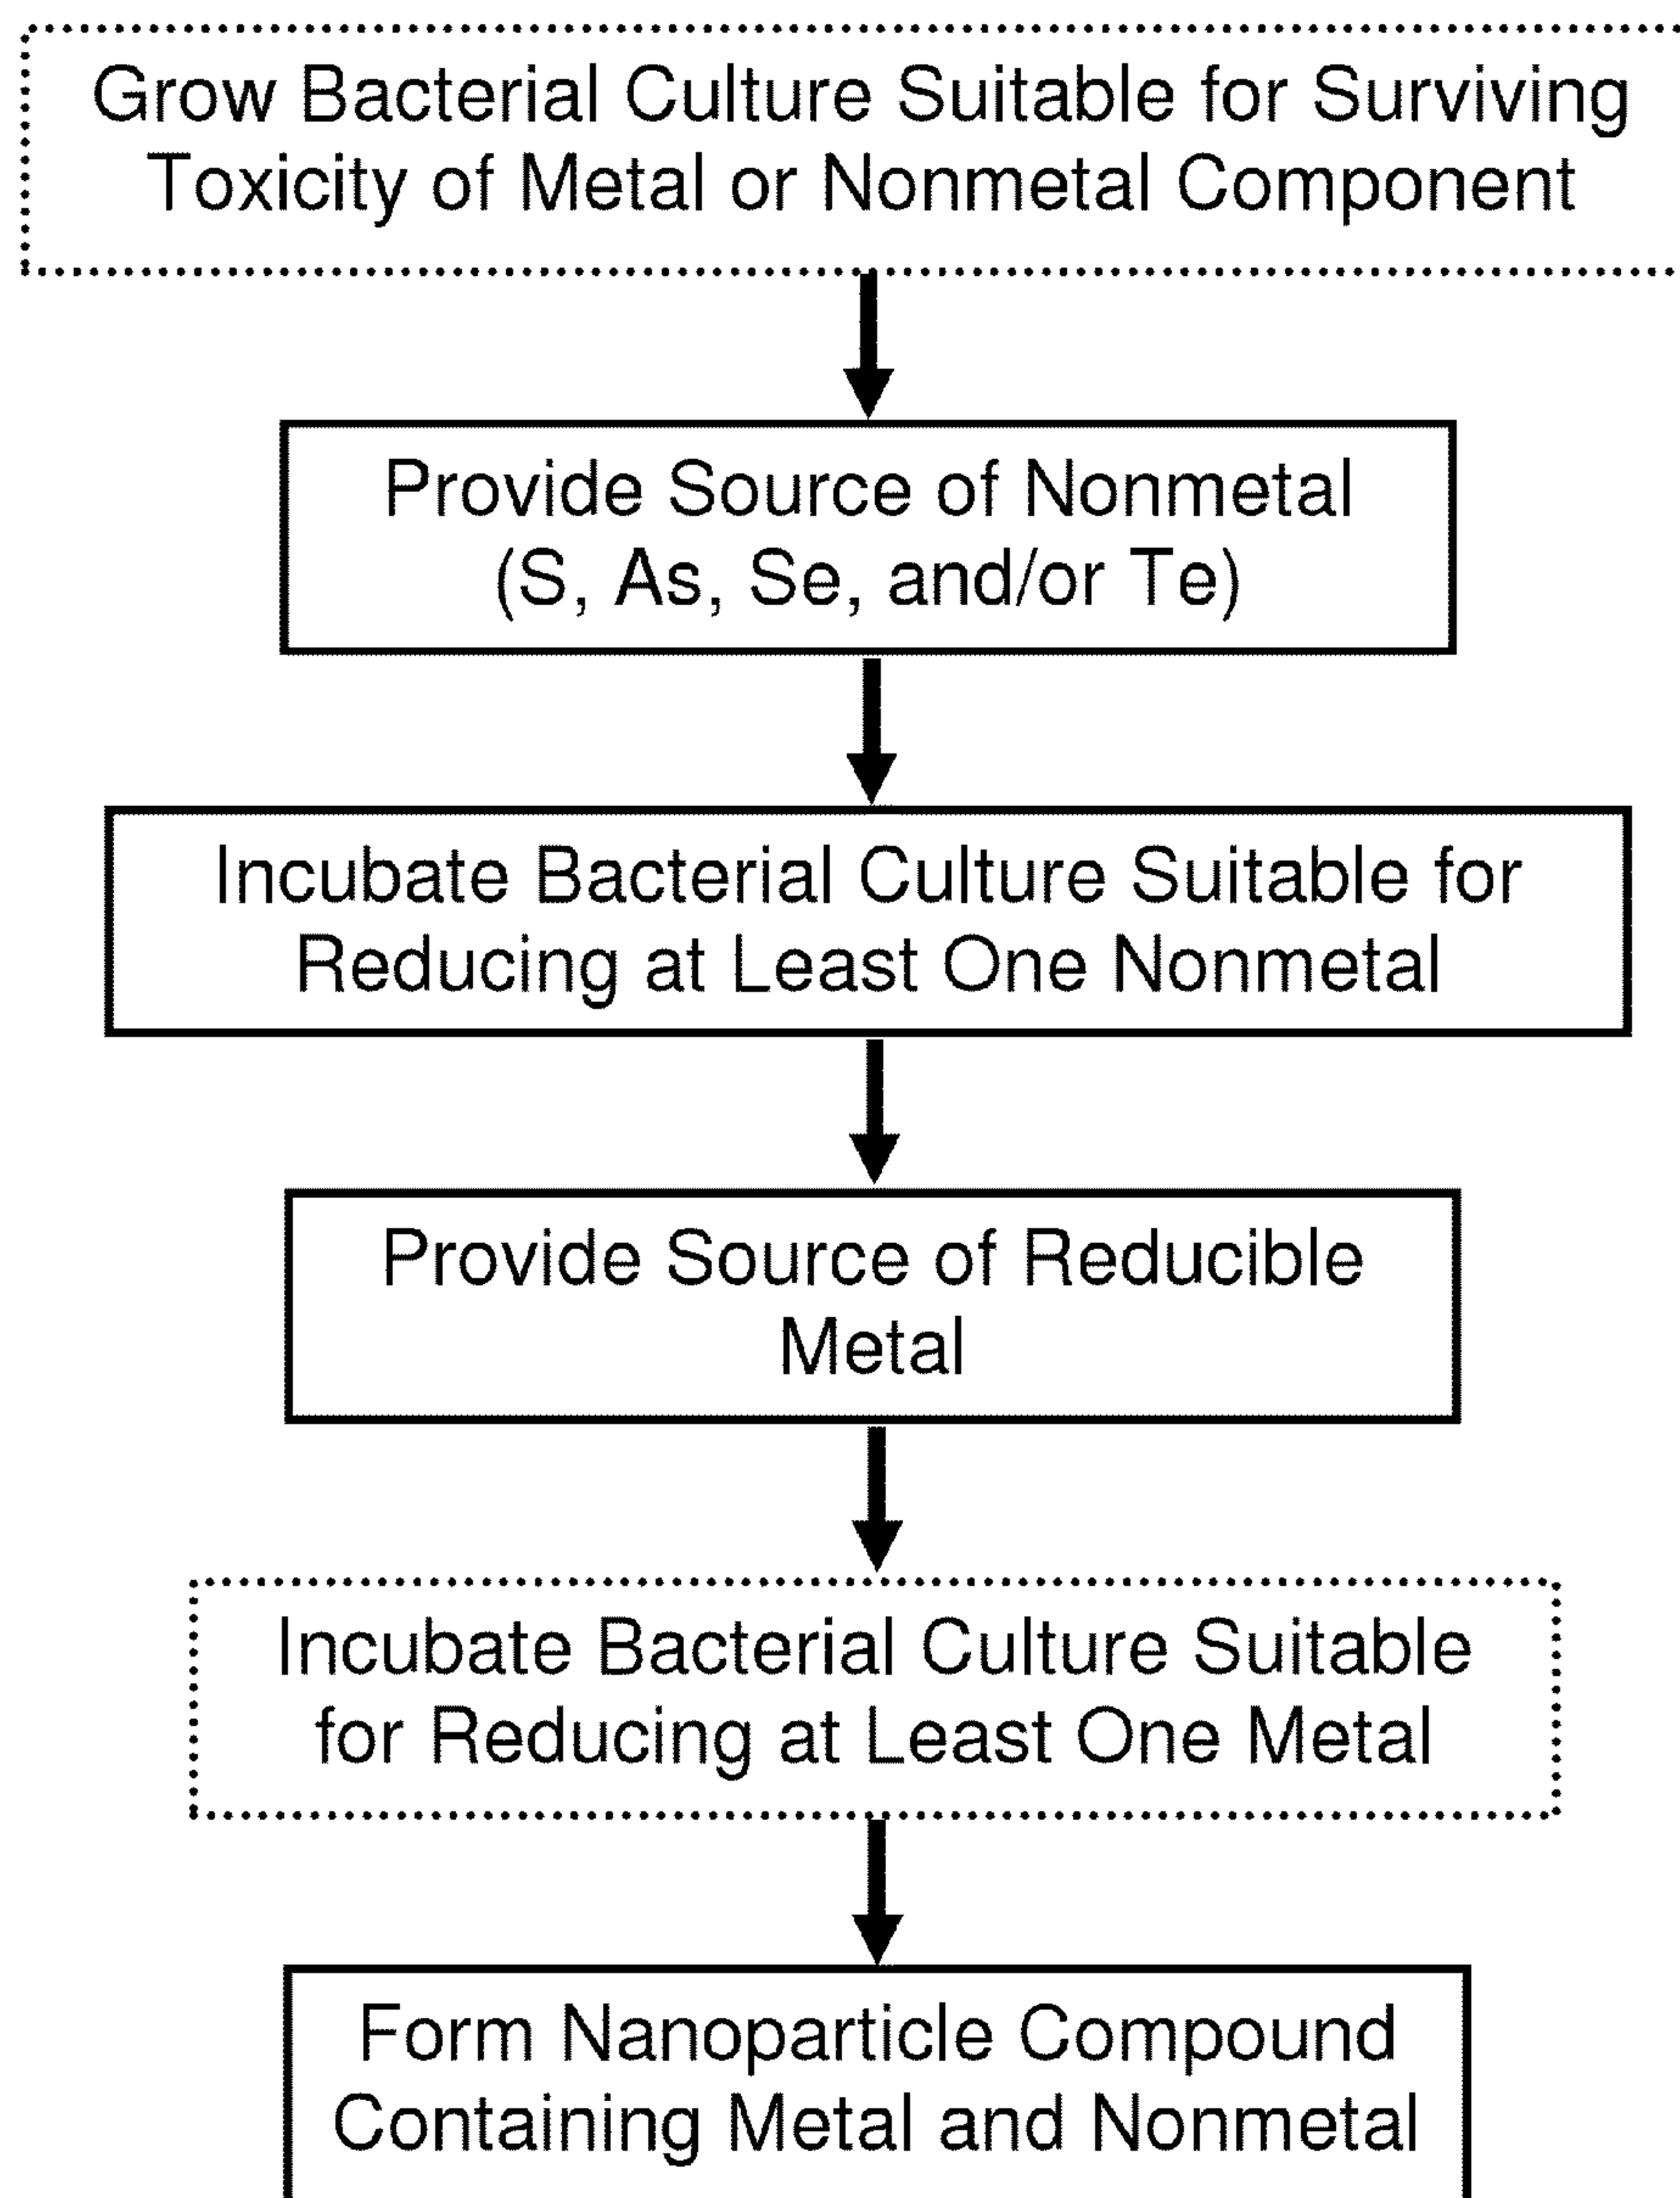 Grow Bacterial Culture Suitable for Surviving
Toxicity of Metal or Nonmetal Component
Provide Source of Nonmetal
(S, As, Se, and/or Te)
Incubate Bacterial Culture Suitable for
Reducing at Least One Nonmetal
Provide Source of Reducible
Metal
Incubate Bacterial Culture Suitable
for Reducing at Least One Metal
Form Nanoparticle Compound
Containing Metal and Nonmetal